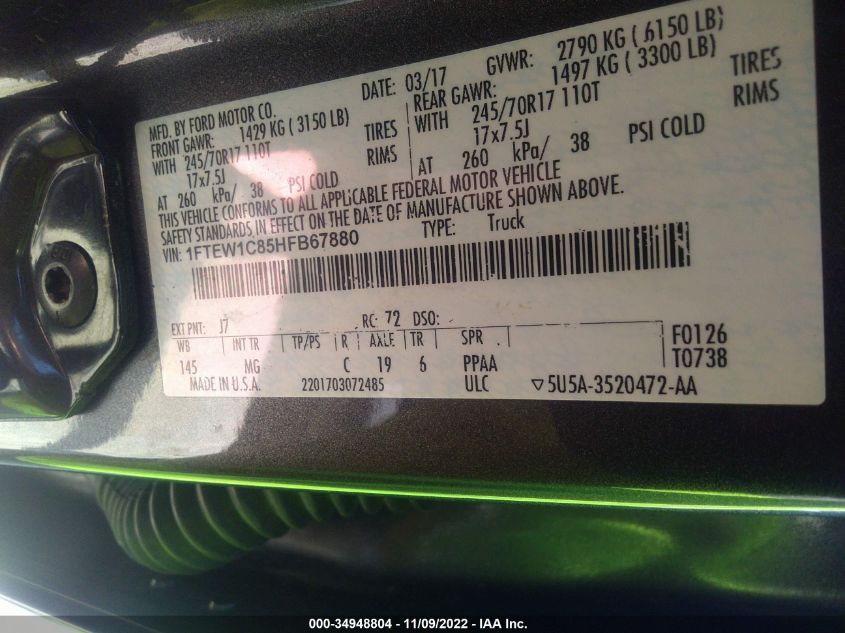 MFD. BY FORD MOTOR CO. DATE: 03/17 GVWR: 2790 KG ( 6150 LB)
FRONT GAWR: 1429 KG ( 3150 LB) REAR GAWR: 1497 KG ( 3300 LB)
WITH 245/70R17 110T TIRES WITH 245/70R17 110T TIRES
17x7.5J RIMS 17x7.5J RIMS
AT 260 kPa/ 38 PSI COLD AT 260 kPa/ 38 PSI COLD
THIS VEHICLE CONFORMS TO ALL APPLICABLE FEDERAL MOTOR VEHICLE
SAFETY STANDARDS IN EFFECT ON THE DATE OF MANUFACTURE SHOWN ABOVE.
VIN: 1FTEW1C85HFB67880 TYPE: Truck
EXT PNT: J7 RC: 72 DSO:
WB INT TR TP/PS R AXLE TR SPR F0126
145 MG C 19 6 PPAA T0738
MADE IN U.S.A. 2201703072485 ULC ▽5U5A-3520472-AA
000-34948804 - 11/09/2022 - IAA Inc.